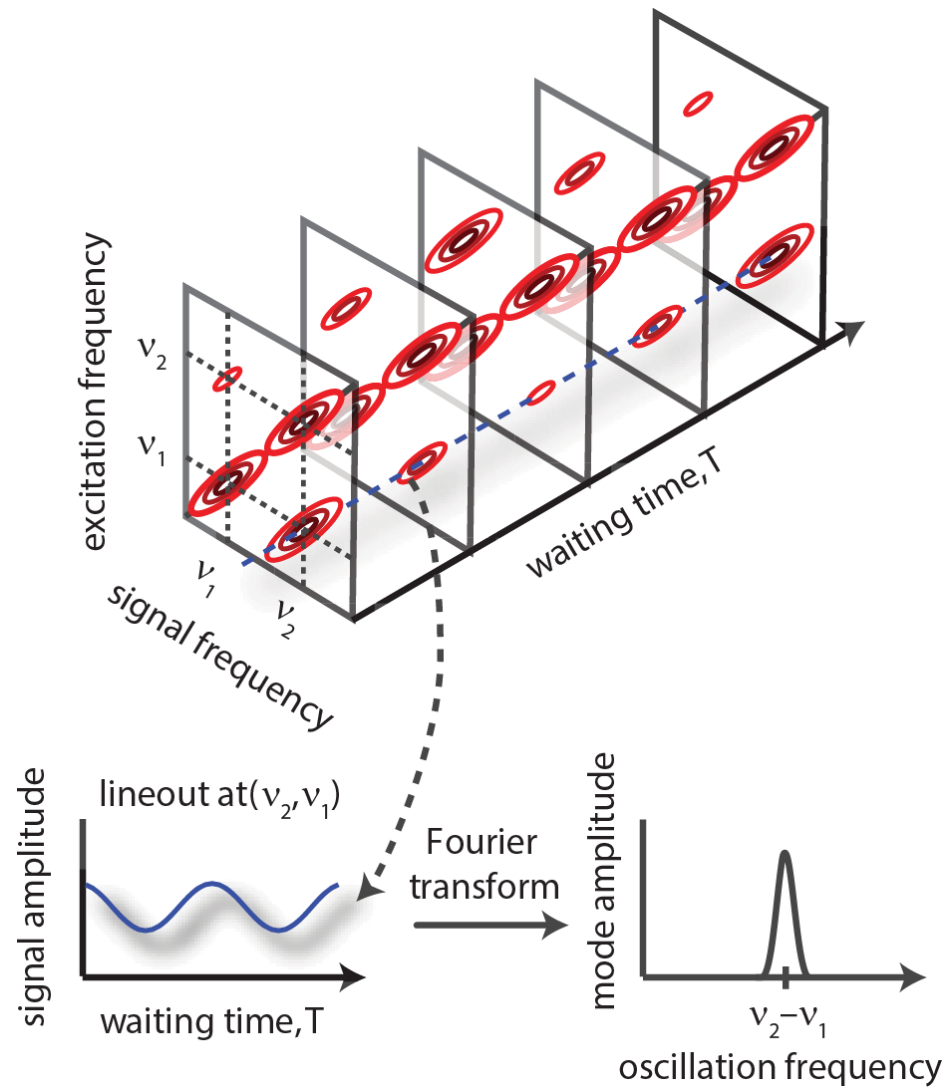 excitation frequency
ν2
ν1
ν1
ν2
signal frequency
waiting time, T
lineout at(ν2,ν1)
signal amplitude
waiting time, T
Fourier
transform
mode amplitude
ν2–ν1
oscillation frequency